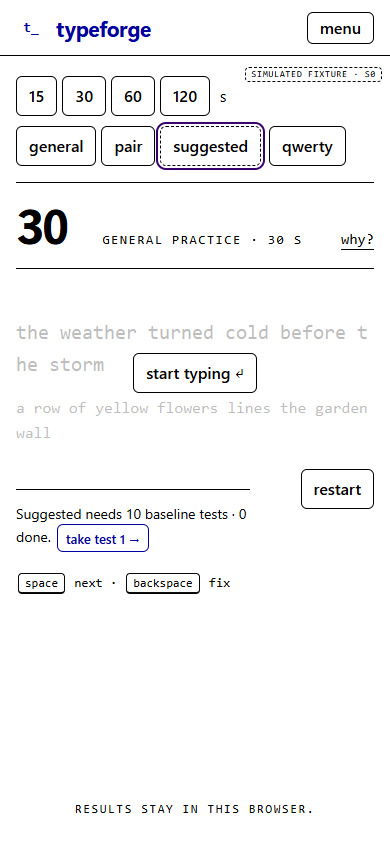 t_ typeforge menu
SIMULATED FIXTURE · S0
15 30 60 120 s
general pair suggested qwerty
30 GENERAL PRACTICE · 30 S why?
the weather turned cold before t
he storm
start typing ↲
a row of yellow flowers lines the garden
wall
restart
Suggested needs 10 baseline tests · 0
done. take test 1 →
space next · backspace fix
RESULTS STAY IN THIS BROWSER.